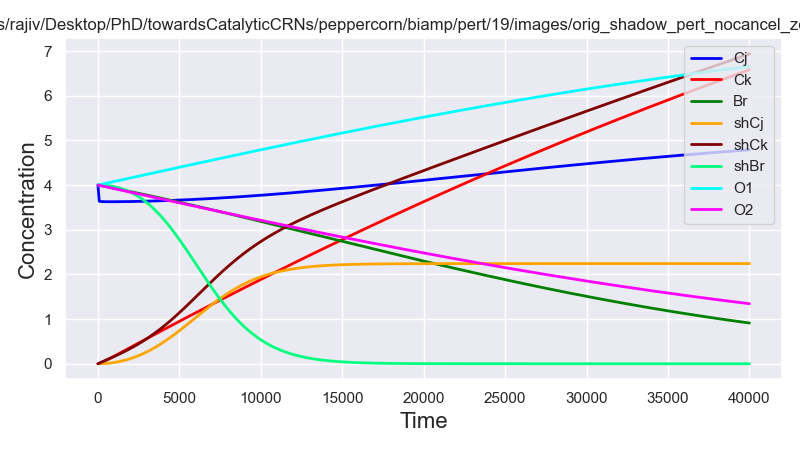 s/rajiv/Desktop/PhD/towardsCatalyticCRNs/peppercorn/biamp/pert/19/images/orig_shadow_pert_nocancel_ze
7
6
5
4
3
2
1
0
Concentration
0 5000 10000 15000 20000 25000 30000 35000 40000
Time
Cj
Ck
Br
shCj
shCk
shBr
O1
O2